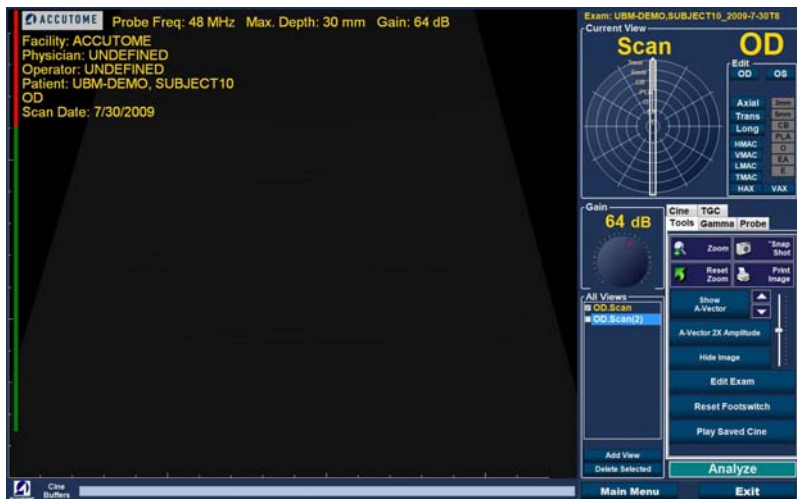 ACCUTOME
Probe Freq: 48 MHz Max. Depth: 30 mm Gain: 64 dB
Facility: ACCUTOME
Physician: UNDEFINED
Operator: UNDEFINED
Patient: UBM-DEMO, SUBJECT10
OD
Scan Date: 7/30/2009
Cine Buffers
Exam: UBM-DEMO,SUBJECT10_2009-7-30T8
Current View
Scan
OD
Edit
OD OS
Axial
Trans
Long
HMAC
VMAC
LMAC
TMAC
HAX VAX
CB
PLA
O
EA
E
Gain
64 dB
Cine TGC
Tools Gamma Probe
Zoom
"Snap Shot
Reset Zoom
Print Image
All Views
OD.Scan
OD.Scan(2)
Show A-Vector
A-Vector 2X Amplitude
Hide Image
Edit Exam
Reset Footswitch
Play Saved Cine
Add View
Delete Selected
Analyze
Main Menu
Exit